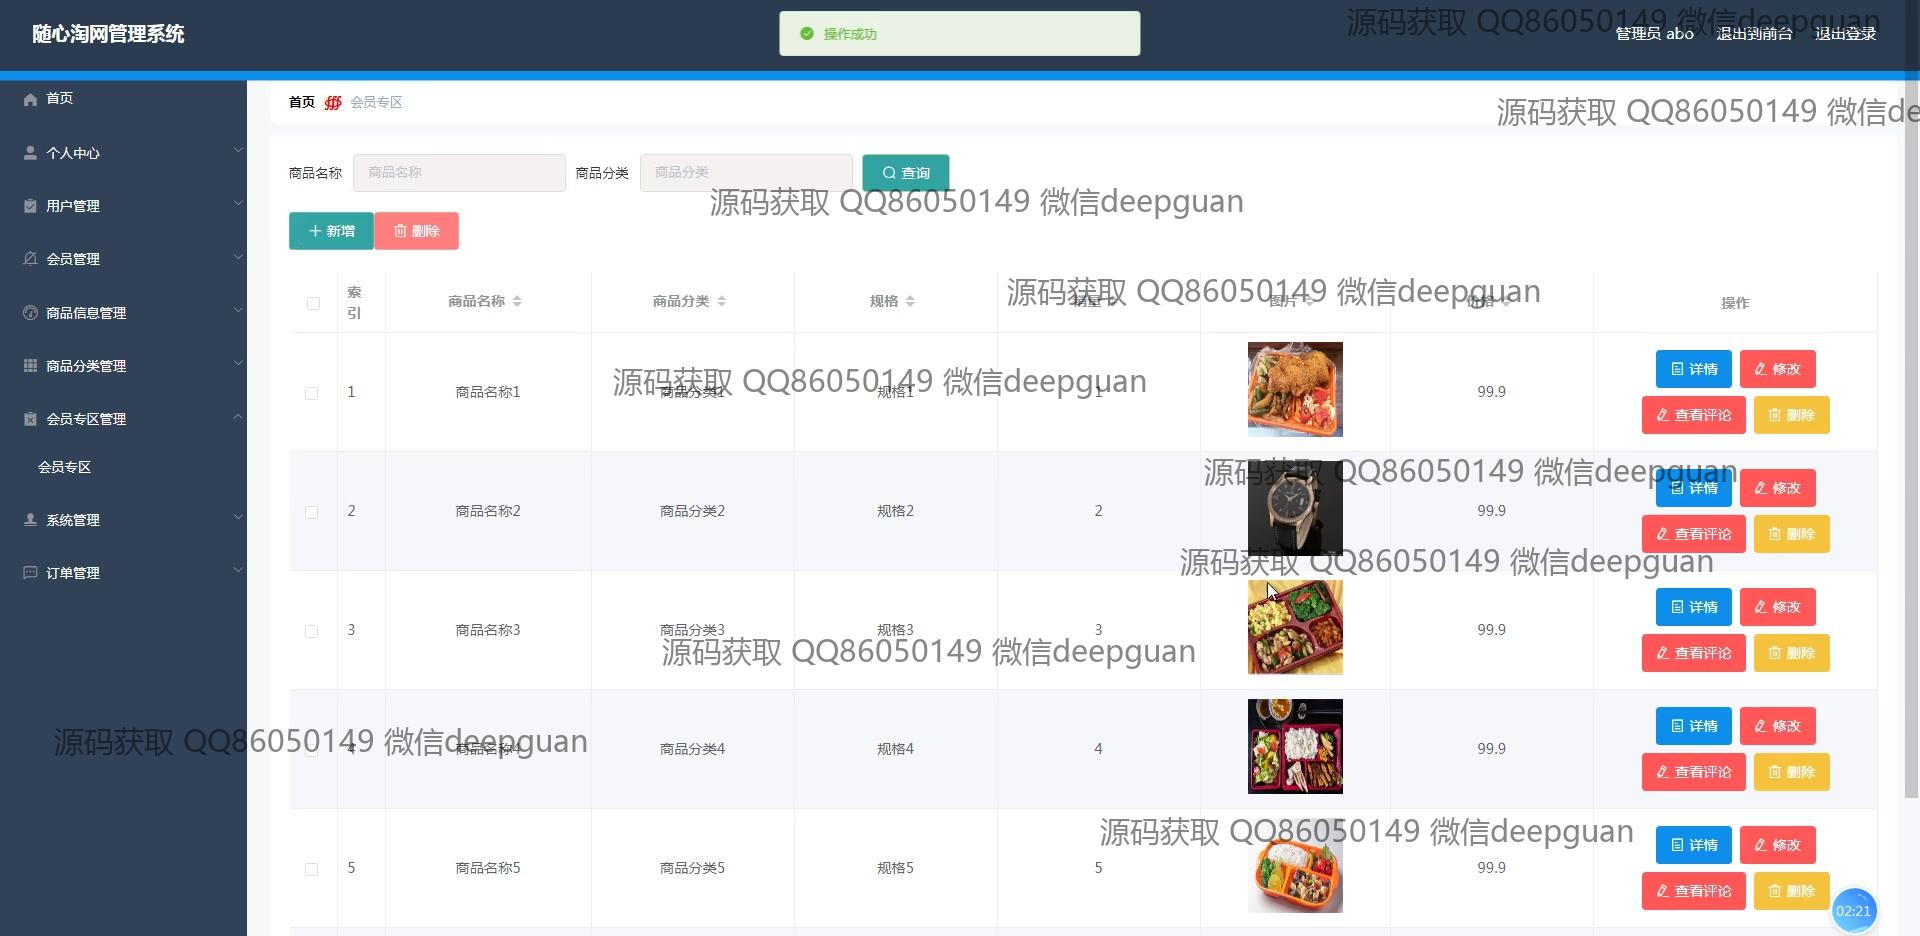 随心淘网管理系统
操作成功
源码获取 QQ86050149 微信deepguan
管理员 abo 退出到前台 退出登录
首页
个人中心
用户管理
会员管理
商品信息管理
商品分类管理
会员专区管理
会员专区
系统管理
订单管理
首页 会员专区
源码获取 QQ86050149 微信de
商品名称 商品名称 商品分类 商品分类 查询
源码获取 QQ86050149 微信deepguan
新增 删除
源码获取 QQ86050149 微信deepguan
索引 商品名称 商品分类 规格 销量 图片 价格 操作
源码获取 QQ86050149 微信deepguan
1 商品名称1 商品分类1 规格1 1 99.9 详情 修改
查看评论 删除
源码获取 QQ86050149 微信deepguan
2 商品名称2 商品分类2 规格2 2 99.9 详情 修改
查看评论 删除
源码获取 QQ86050149 微信deepguan
3 商品名称3 商品分类3 规格3 3 99.9 详情 修改
查看评论 删除
源码获取 QQ86050149 微信deepguan
源码获取 QQ86050149 微信deepguan
4 商品名称4 商品分类4 规格4 4 99.9 详情 修改
查看评论 删除
源码获取 QQ86050149 微信deepguan
5 商品名称5 商品分类5 规格5 5 99.9 详情 修改
查看评论 删除
02:21